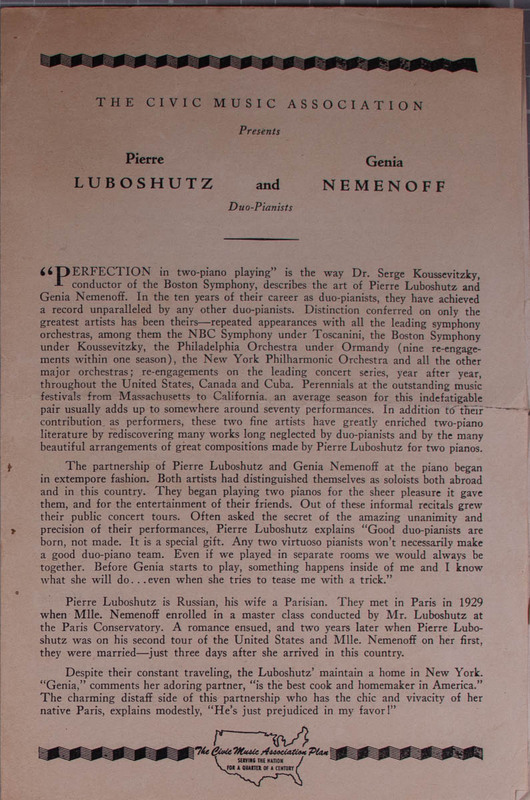 THE CIVIC MUSIC ASSOCIATION
Presents
Pierre
LUBOSHUTZ and
Genia
NEMENOFF
Duo-Pianists
“PERFECTION in two-piano playing” is the way Dr. Serge Koussevitzky,
conductor of the Boston Symphony, describes the art of Pierre Luboshutz and
Genia Nemenoff. In the ten years of their career as duo-pianists, they have achieved
a record unparalleled by any other duo-pianists. Distinction conferred on only the
greatest artists has been theirs—repeated appearances with all the leading symphony
orchestras, among them the NBC Symphony under Toscanini, the Boston Symphony
under Koussevitzky, the Philadelphia Orchestra under Ormandy (nine re-engage-
ments within one season), the New York Philharmonic Orchestra and all the other
major orchestras; re-engagements on the leading concert series, year after year,
throughout the United States, Canada and Cuba. Perennials at the outstanding music
festivals from Massachusetts to California. an average season for this indefatigable
pair usually adds up to somewhere around seventy performances. In addition to their
contribution as performers, these two fine artists have greatly enriched two-piano
literature by rediscovering many works long neglected by duo-pianists and by the many
beautiful arrangements of great compositions made by Pierre Luboshutz for two pianos.
The partnership of Pierre Luboshutz and Genia Nemenoff at the piano began
in extempore fashion. Both artists had distinguished themselves as soloists both abroad
and in this country. They began playing two pianos for the sheer pleasure it gave
them, and for the entertainment of their friends. Out of these informal recitals grew
their public concert tours. Often asked the secret of the amazing unanimity and
precision of their performances, Pierre Luboshutz explains “Good duo-pianists are
born, not made. It is a special gift. Any two virtuoso pianists won't necessarily make
a good duo-piano team. Even if we played in separate rooms we would always be
together. Before Genia starts to play, something happens inside of me and I know
what she will do...even when she tries to tease me with a trick.”
Pierre Luboshutz is Russian, his wife a Parisian. They met in Paris in 1929
when Mlle. Nemenoff enrolled in a master class conducted by Mr. Luboshutz at
the Paris Conservatory. A romance ensued, and two years later when Pierre Lubo-
shutz was on his second tour of the United States and Mlle. Nemenoff on her first,
they were married—just three days after she arrived in this country.
Despite their constant traveling, the Luboshutz' maintain a home in New York.
“Genia,” comments her adoring partner, “is the best cook and homemaker in America.”
The charming distaff side of this partnership who has the chic and vivacity of her
native Paris, explains modestly, “He's just prejudiced in my favor!”
The Civic Music Association Plan
SERVING THE NATION
FOR A QUARTER OF A CENTURY